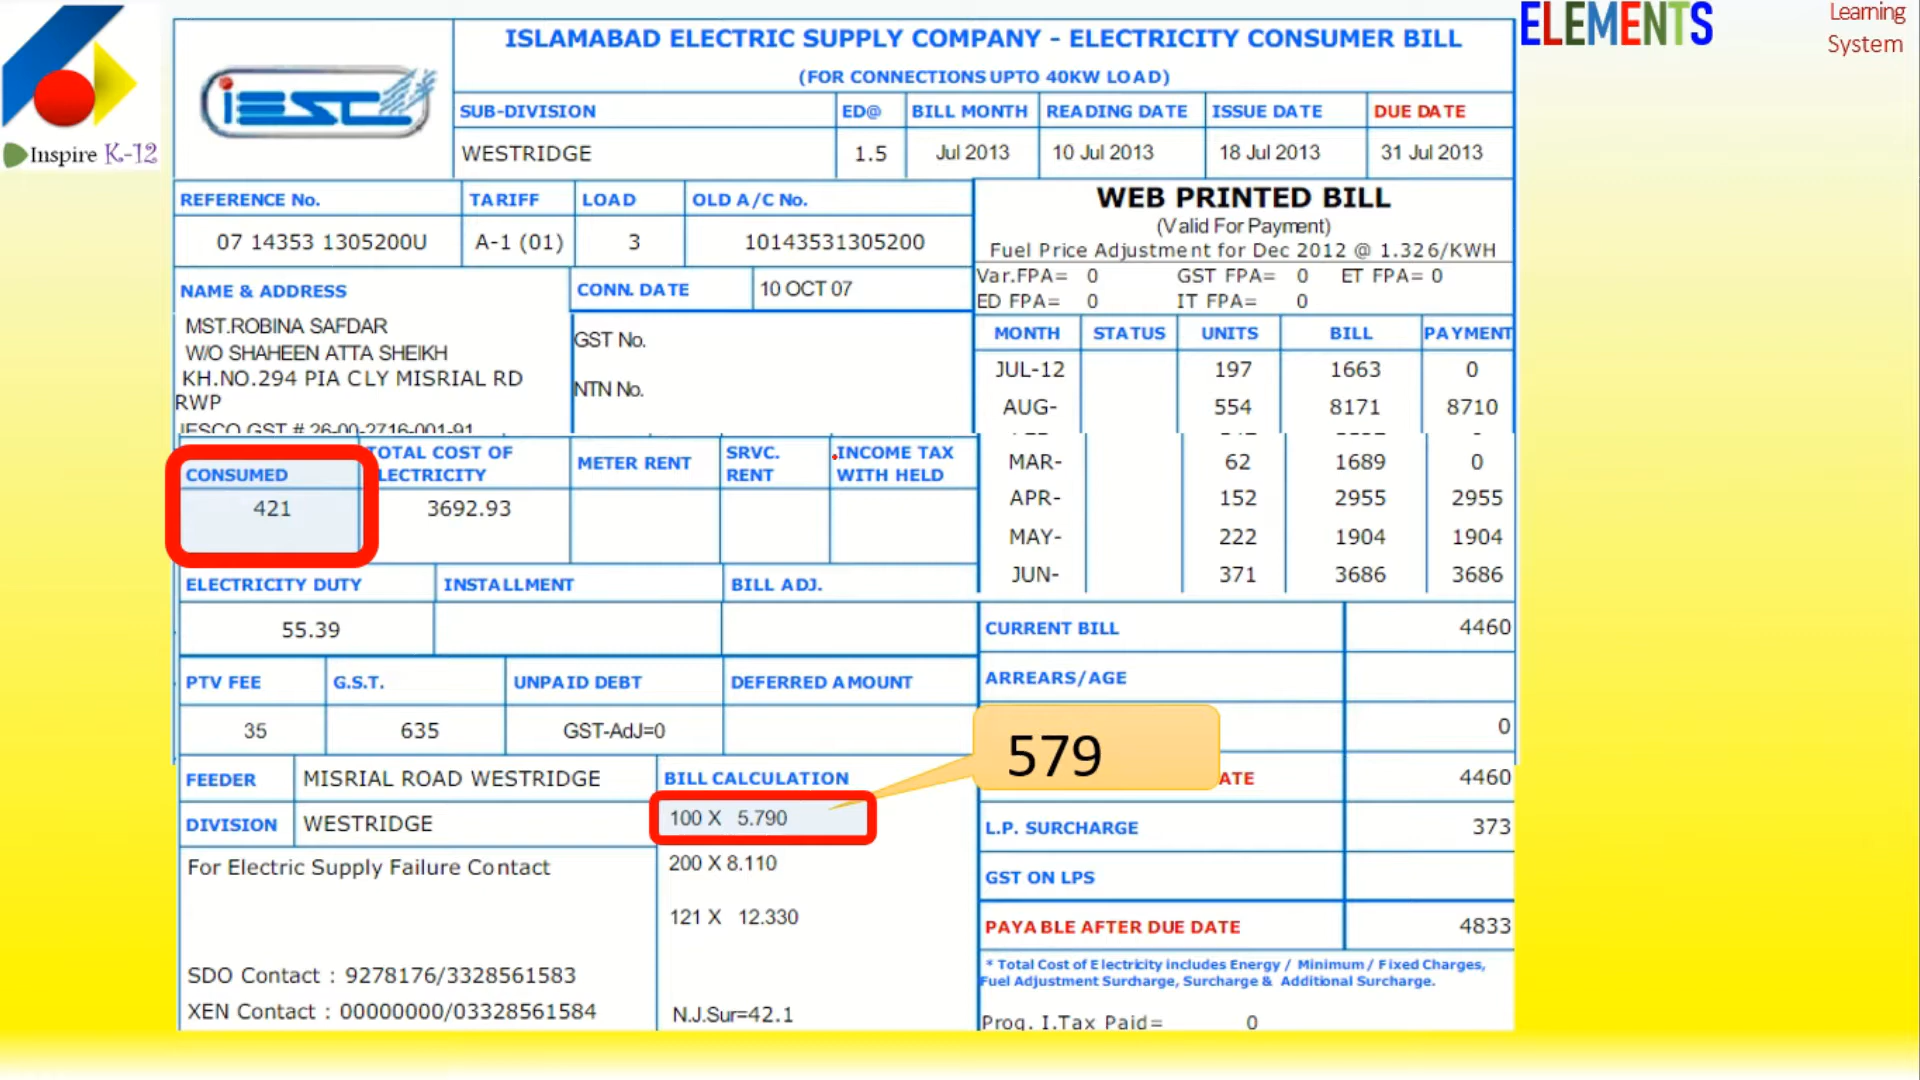 ELEMENTS
Learning
System
Inspire K-12
iESC
ISLAMABAD ELECTRIC SUPPLY COMPANY - ELECTRICITY CONSUMER BILL
(FOR CONNECTIONS UPTO 40KW LOAD)
SUB-DIVISION ED@ BILL MONTH READING DATE ISSUE DATE DUE DATE
WESTRIDGE 1.5 Jul 2013 10 Jul 2013 18 Jul 2013 31 Jul 2013
REFERENCE No. TARIFF LOAD OLD A/C No.
07 14353 1305200U A-1 (01) 3 10143531305200
WEB PRINTED BILL
(Valid For Payment)
Fuel Price Adjustment for Dec 2012 @ 1.326/KWH
Var.FPA= 0 GST FPA= 0 ET FPA= 0
ED FPA= 0 IT FPA= 0
NAME & ADDRESS
MST.ROBINA SAFDAR
W/O SHAHEEN ATTA SHEIKH
KH.NO.294 PIA CLY MISRIAL RD
RWP
IESCO GST # 26-00-2716-001-91
CONN. DATE 10 OCT 07
GST No.
NTN No.
MONTH STATUS UNITS BILL PAYMENT
JUL-12 197 1663 0
AUG- 554 8171 8710
MAR- 62 1689 0
APR- 152 2955 2955
MAY- 222 1904 1904
JUN- 371 3686 3686
CONSUMED
421
TOTAL COST OF
LECTRICITY
3692.93
METER RENT
SRVC.
RENT
INCOME TAX
WITH HELD
ELECTRICITY DUTY INSTALLMENT BILL ADJ.
55.39
PTV FEE G.S.T. UNPAID DEBT DEFERRED AMOUNT
35 635 GST-AdJ=0
FEEDER MISRIAL ROAD WESTRIDGE
DIVISION WESTRIDGE
For Electric Supply Failure Contact
SDO Contact : 9278176/3328561583
XEN Contact : 00000000/03328561584
BILL CALCULATION
100 X 5.790
200 X 8.110
121 X 12.330
N.J.Sur=42.1
579
CURRENT BILL 4460
ARREARS/AGE
0
ATE 4460
L.P. SURCHARGE 373
GST ON LPS
PAYABLE AFTER DUE DATE 4833
* Total Cost of Electricity includes Energy / Minimum / Fixed Charges,
Fuel Adjustment Surcharge, Surcharge & Additional Surcharge.
Prog. I.Tax Paid= 0